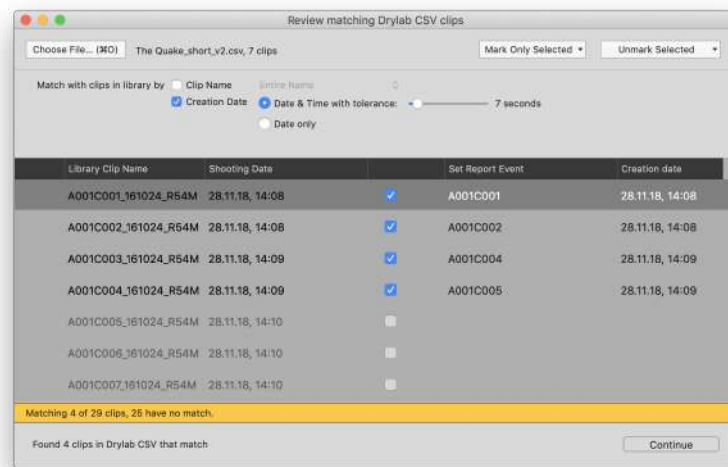 Review matching Drylab CSV clips
Choose File... (⌘O) The Quake_short_v2.csv, 7 clips Mark Only Selected Unmark Selected
Match with clips in library by Clip Name Entire Name
Creation Date Date & Time with tolerance: 7 seconds
Date only
Library Clip Name Shooting Date Set Report Event Creation date
A001C001_161024_R54M 28.11.18, 14:08 A001C001 28.11.18, 14:08
A001C002_161024_R54M 28.11.18, 14:08 A001C002 28.11.18, 14:08
A001C003_161024_R54M 28.11.18, 14:09 A001C004 28.11.18, 14:09
A001C004_161024_R54M 28.11.18, 14:09 A001C005 28.11.18, 14:09
A001C005_161024_R54M 28.11.18, 14:10
A001C006_161024_R54M 28.11.18, 14:10
A001C007_161024_R54M 28.11.18, 14:10
Matching 4 of 29 clips, 25 have no match.
Found 4 clips in Drylab CSV that match Continue